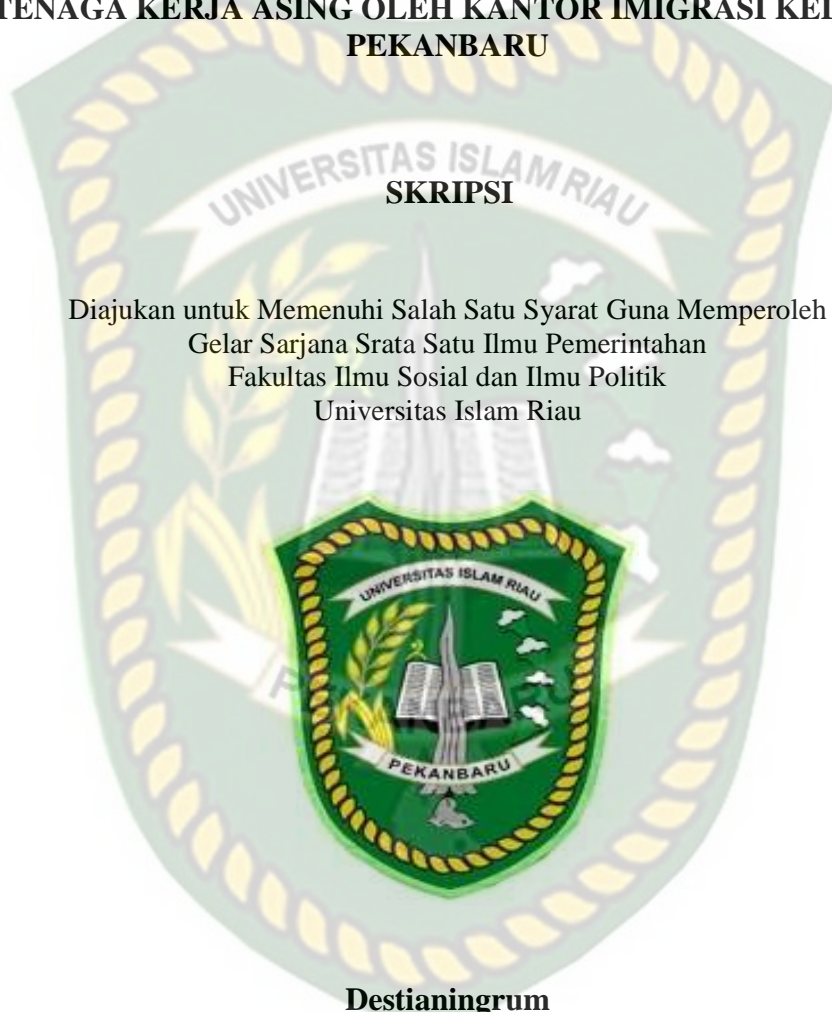 TENAGA KERJA ASING OLEH KANTOR IMIGRASI
PEKANBARU
UNIVERSITAS ISLAM RIAU
SKRIPSI
Diajukan untuk Memenuhi Salah Satu Syarat Guna Memperoleh
Gelar Sarjana Srata Satu Ilmu Pemerintahan
Fakultas Ilmu Sosial dan Ilmu Politik
Universitas Islam Riau
UNIVERSITAS ISLAM RIAU
PEKANBARU
Destianingrum